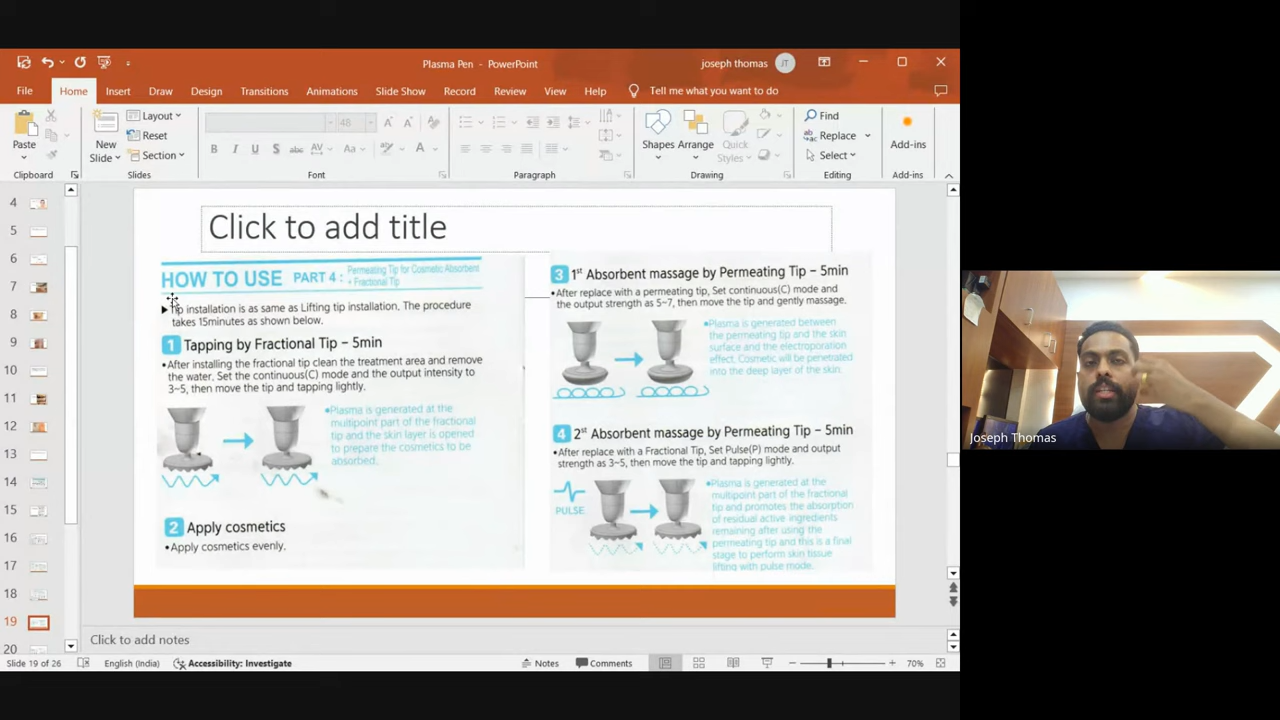 Plasma Pen - PowerPoint
joseph thomas
JT
File
Home
Insert
Draw
Design
Transitions
Animations
Slide Show
Record
Review
View
Help
Tell me what you want to do
Paste
Clipboard
New
Slide
Layout
Reset
Section
Slides
48
Font
Paragraph
Shapes
Arrange
Quick
Styles
Drawing
Find
Replace
Select
Editing
Add-ins
Add-ins
4
5
6
7
8
9
10
11
12
13
14
15
16
17
18
19
20
Click to add title
HOW TO USE PART 4 : Permeating Tip for Cosmetic Absorbent
+ Fractional Tip
▶Tip installation is as same as Lifting tip installation. The procedure
takes 15minutes as shown below.
1 Tapping by Fractional Tip – 5min
•After installing the fractional tip clean the treatment area and remove
the water. Set the continuous(C) mode and the output intensity to
3~5, then move the tip and tapping lightly.
•Plasma is generated at the
multipoint part of the fractional
tip and the skin layer is opened
to prepare the cosmetics to be
absorbed.
2 Apply cosmetics
•Apply cosmetics evenly.
3 1st Absorbent massage by Permeating Tip – 5min
•After replace with a permeating tip, Set continuous(C) mode and
the output strength as 5~7, then move the tip and gently massage.
•Plasma is generated between
the permeating tip and the skin
surface and the electroporation
effect. Cosmetic will be penetrated
into the deep layer of the skin.
4 2st Absorbent massage by Permeating Tip – 5min
•After replace with a Fractional Tip, Set Pulse(P) mode and output
strength as 3~5, then move the tip and tapping lightly.
PULSE
•Plasma is generated at the
multipoint part of the fractional
tip and promotes the absorption
of residual active ingredients
remaining after using the
permeating tip and this is a final
stage to perform skin tissue
lifting with pulse mode.
Click to add notes
Slide 19 of 26
English (India)
Accessibility: Investigate
Notes
Comments
70%
Joseph Thomas